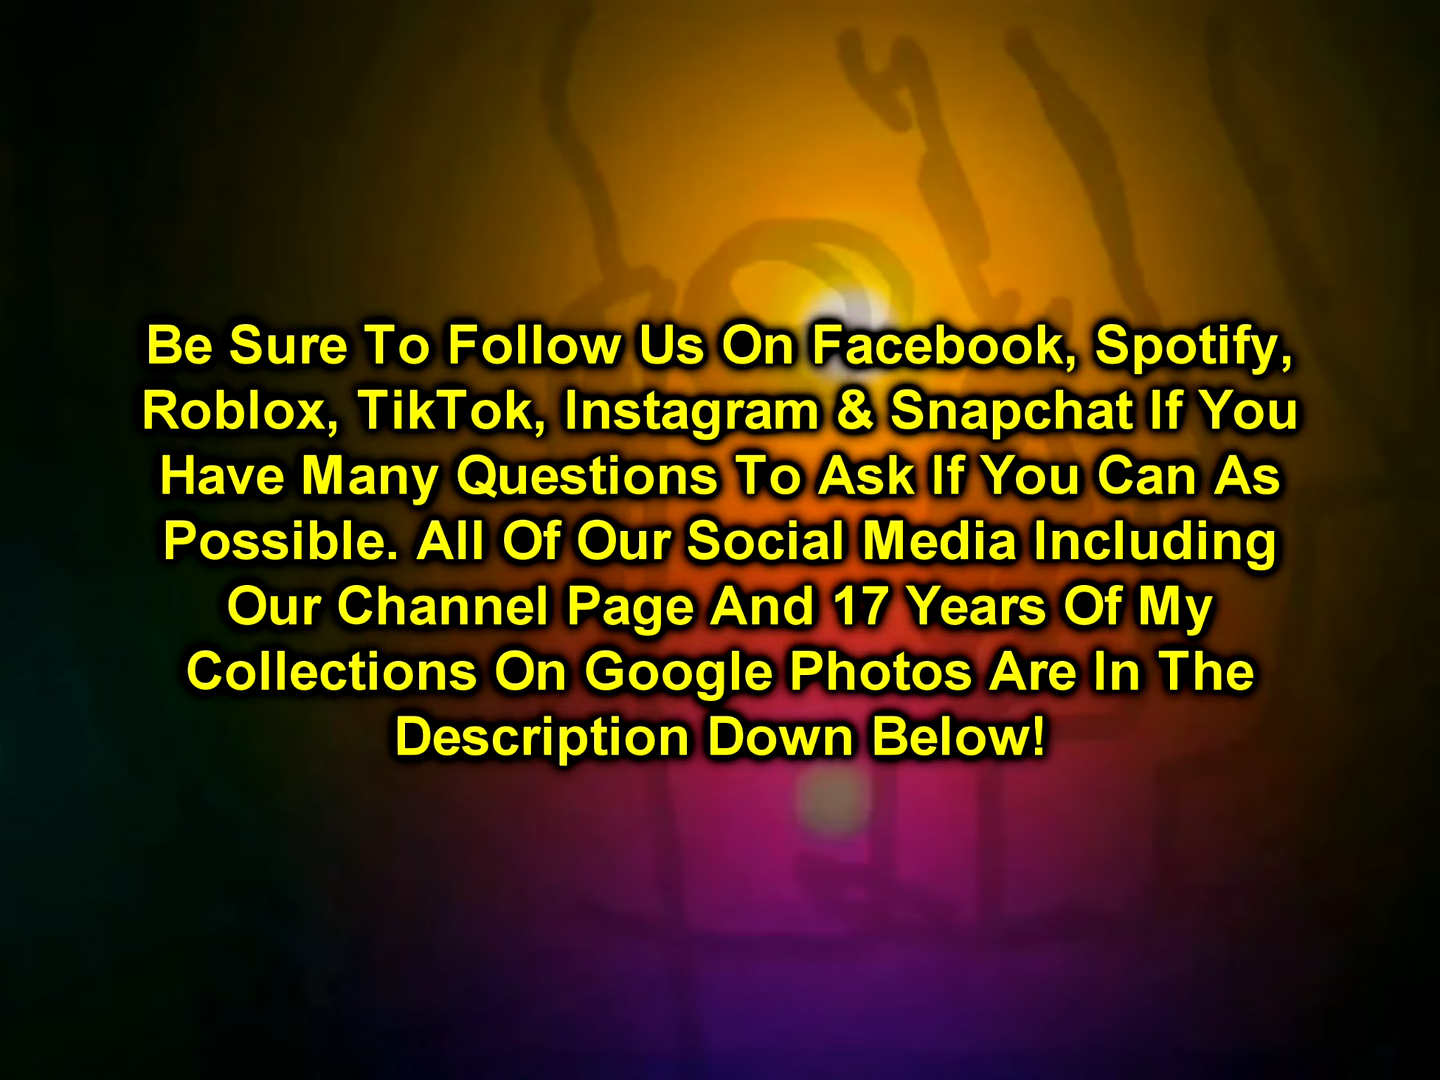 Be Sure To Follow Us On Facebook, Spotify,
Roblox, TikTok, Instagram & Snapchat If You
Have Many Questions To Ask If You Can As
Possible. All Of Our Social Media Including
Our Channel Page And 17 Years Of My
Collections On Google Photos Are In The
Description Down Below!